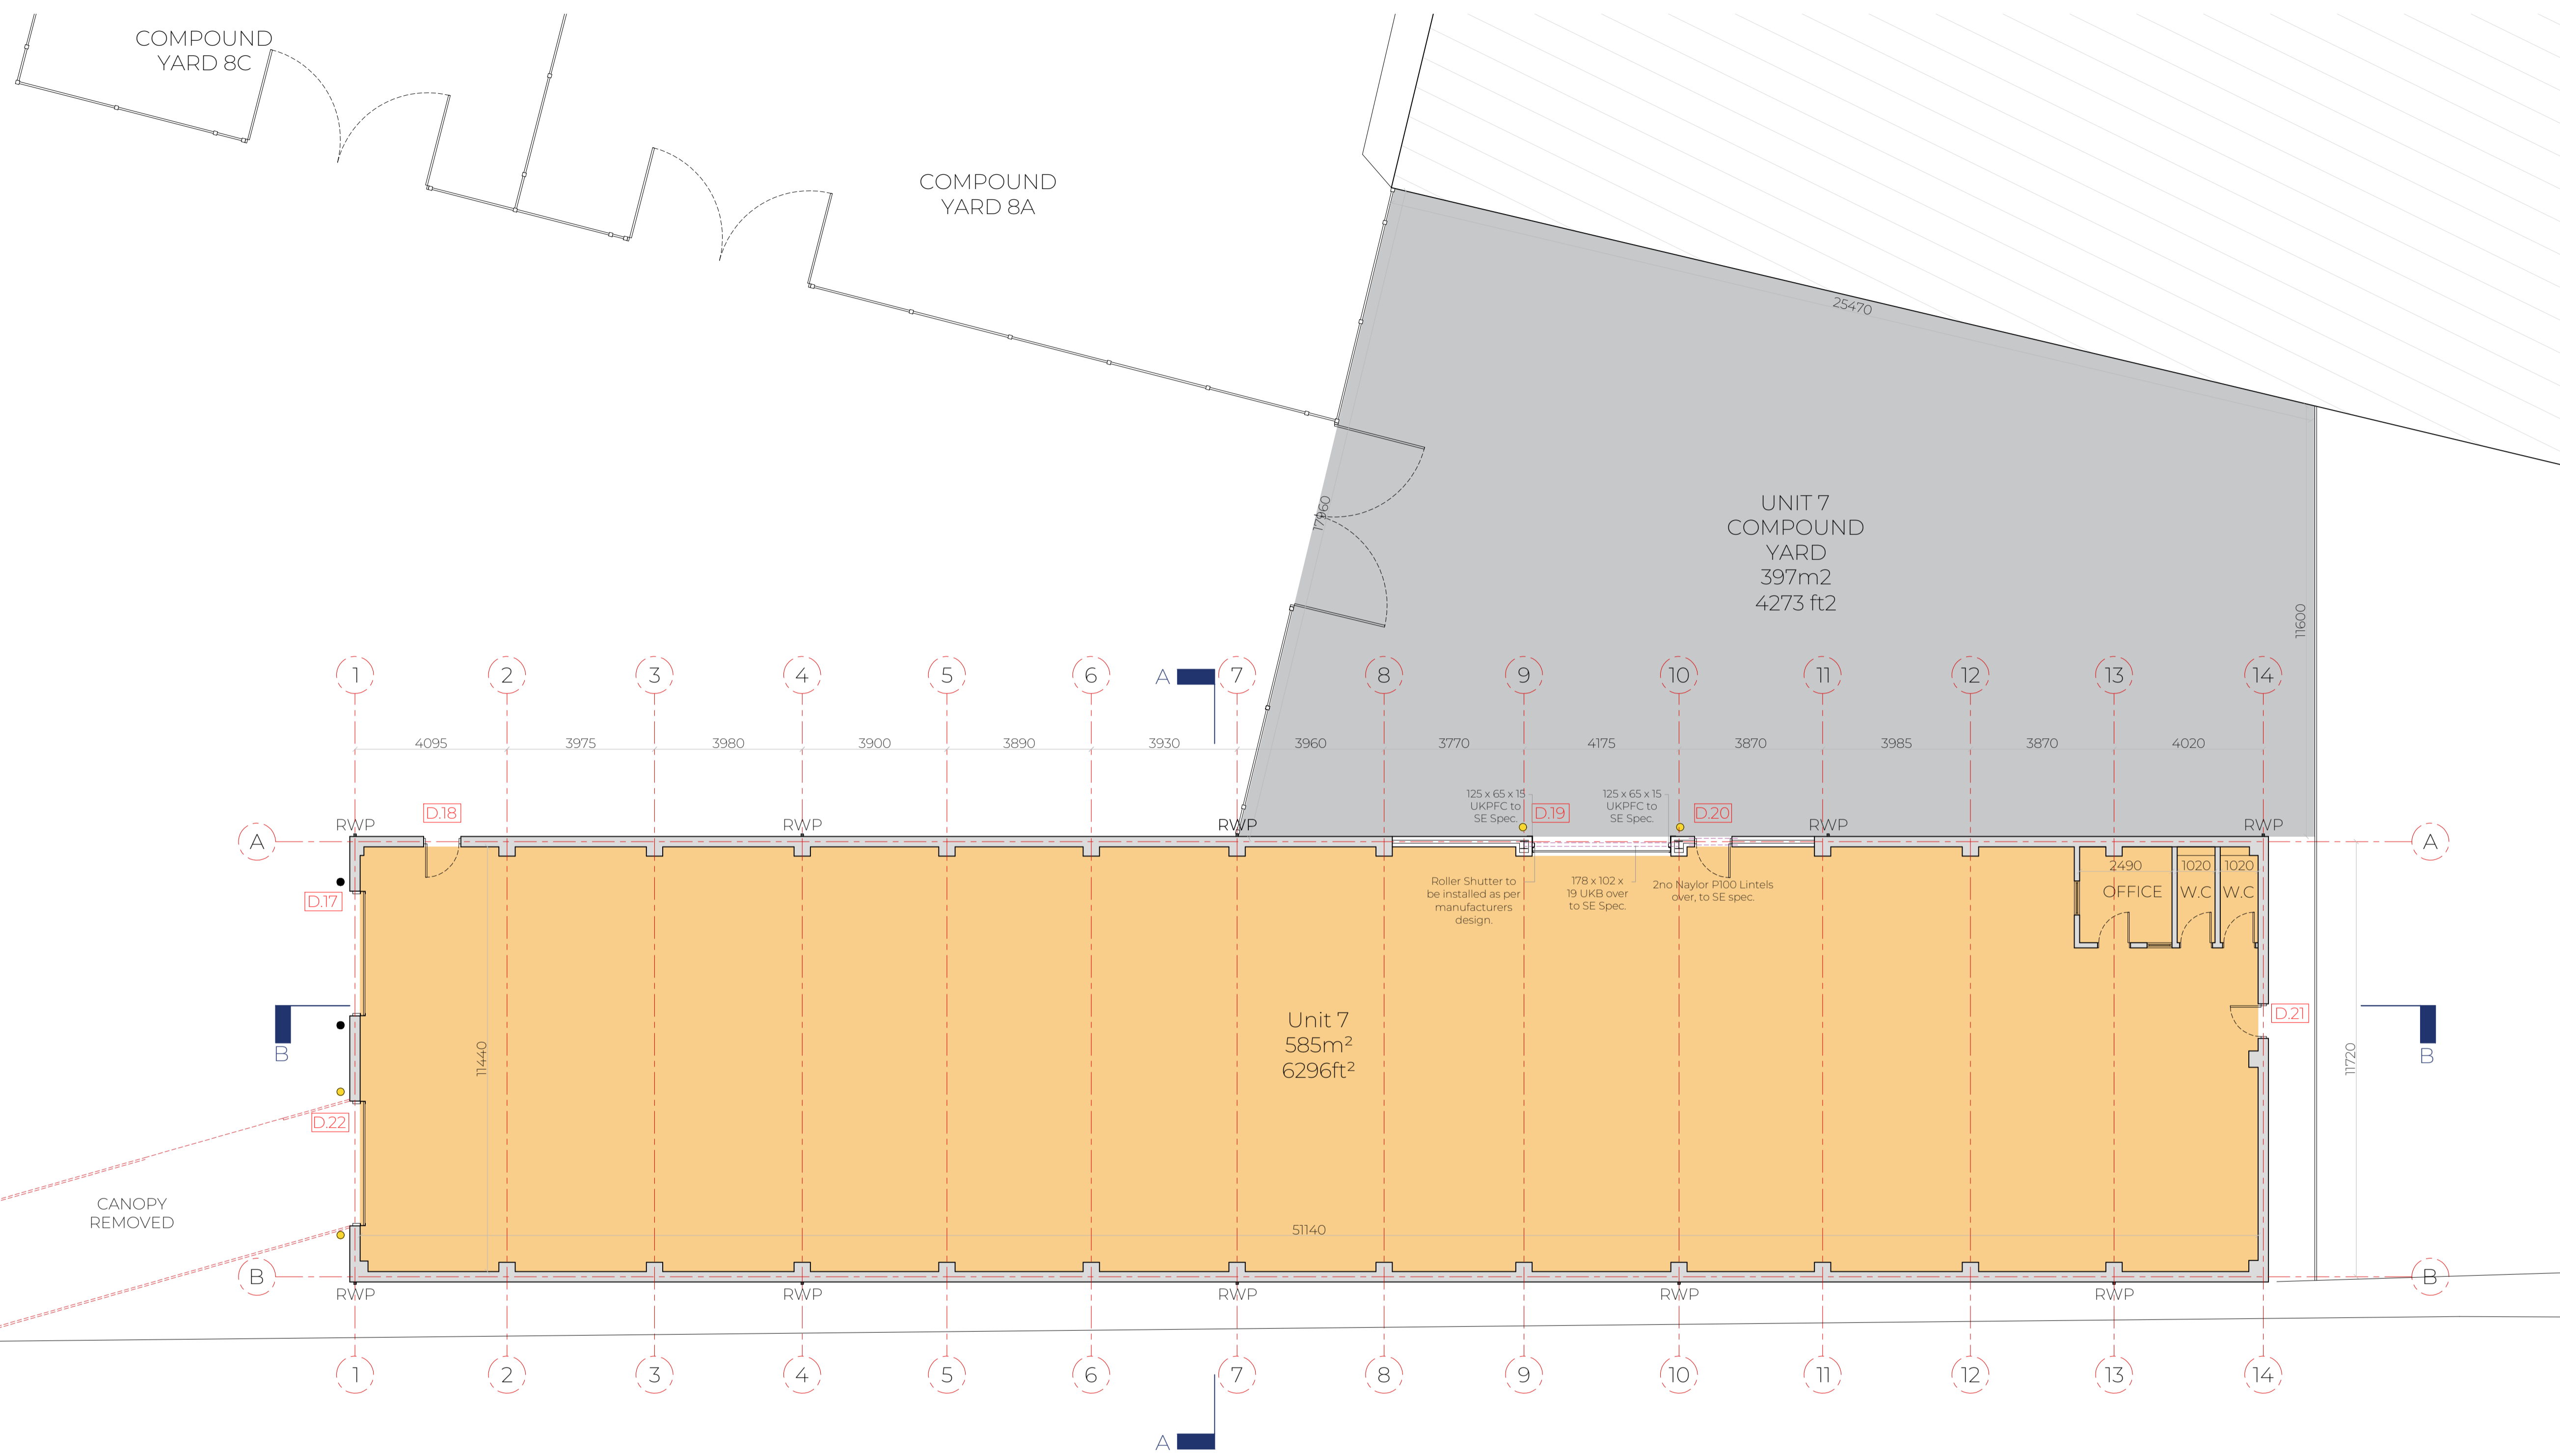 COMPOUND
YARD 8C
COMPOUND
YARD 8A
25470
17960
UNIT 7
COMPOUND
YARD
397m2
4273 ft2
11600
1 2 3 4 5 6 A 7 8 9 10 11 12 13 14
4095 3975 3980 3900 3890 3930 3960 3770 4175 3870 3985 3870 4020
125 x 65 x 15
UKPFC to
SE Spec.
D.19
125 x 65 x 15
UKPFC to
SE Spec.
D.20
D.18
RWP RWP RWP RWP RWP
A A
D.17
Roller Shutter to
be installed as per
manufacturers
design.
178 x 102 x
19 UKB over
to SE Spec.
2no Naylor P100 Lintels
over, to SE spec.
2490 1020 1020
OFFICE W.C W.C
D.21
B B
Unit 7
585m²
6296ft²
11440
11720
D.22
CANOPY
REMOVED
51140
B B
RWP RWP RWP RWP RWP
1 2 3 4 5 6 7 8 9 10 11 12 13 14
A